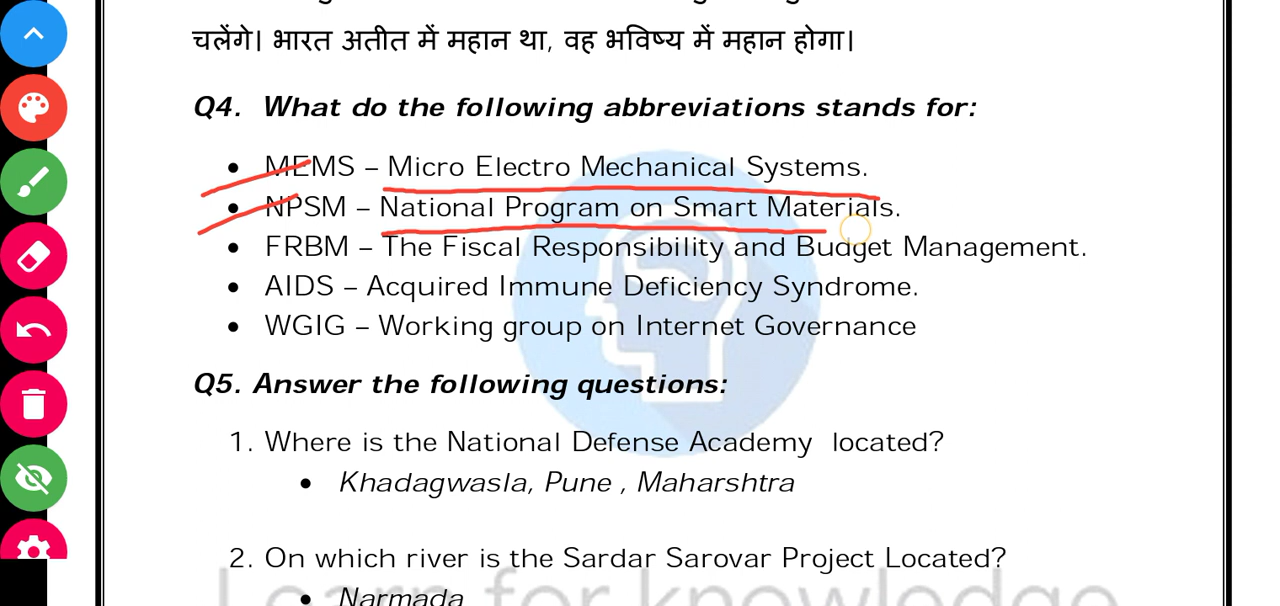 चलेंगे। भारत अतीत में महान था, वह भविष्य में महान होगा।
Q4. What do the following abbreviations stands for:
• MEMS – Micro Electro Mechanical Systems.
• NPSM – National Program on Smart Materials.
• FRBM – The Fiscal Responsibility and Budget Management.
• AIDS – Acquired Immune Deficiency Syndrome.
• WGIG – Working group on Internet Governance
Q5. Answer the following questions:
1. Where is the National Defense Academy located?
• Khadagwasla, Pune , Maharshtra
2. On which river is the Sardar Sarovar Project Located?
Learn for knowledge
• Narmada